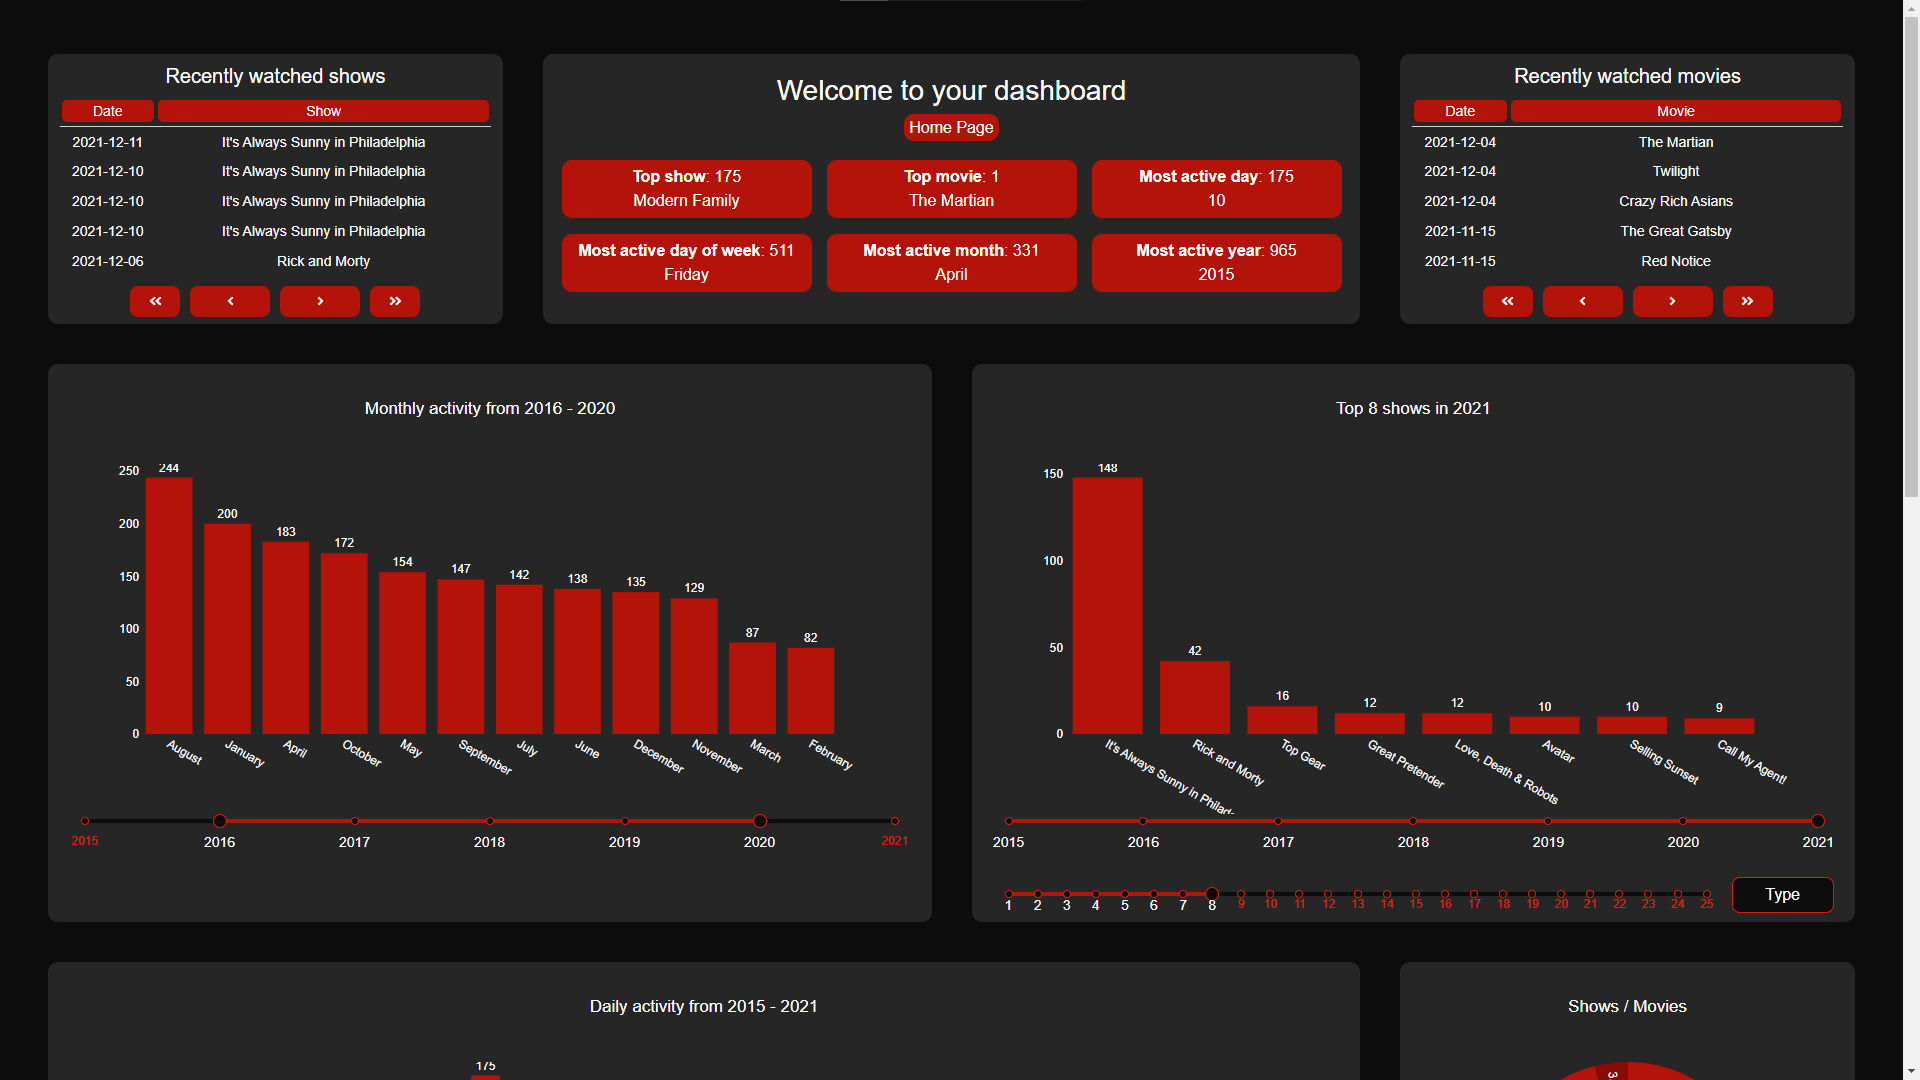 Recently watched shows
Date Show
2021-12-11 It's Always Sunny in Philadelphia
2021-12-10 It's Always Sunny in Philadelphia
2021-12-10 It's Always Sunny in Philadelphia
2021-12-10 It's Always Sunny in Philadelphia
2021-12-06 Rick and Morty
Welcome to your dashboard
Home Page
Top show: 175
Modern Family
Top movie: 1
The Martian
Most active day: 175
10
Most active day of week: 511
Friday
Most active month: 331
April
Most active year: 965
2015
Recently watched movies
Date Movie
2021-12-04 The Martian
2021-12-04 Twilight
2021-12-04 Crazy Rich Asians
2021-11-15 The Great Gatsby
2021-11-15 Red Notice
Monthly activity from 2016 - 2020
250
200
150
100
50
0
244 200 183 172 154 147 142 138 135 129 87 82
August January April October May September July June December November March February
2015 2016 2017 2018 2019 2020 2021
Top 8 shows in 2021
150
100
50
0
148 42 16 12 12 10 10 9
It's Always Sunny in Philad
Rick and Morty
Top Gear
Great Pretender
Love, Death & Robots
Avatar
Selling Sunset
Call My Agent!
2015 2016 2017 2018 2019 2020 2021
1 2 3 4 5 6 7 8 9 10 11 12 13 14 15 16 17 18 19 20 21 22 23 24 25
Type
Daily activity from 2015 - 2021
175
Shows / Movies
3